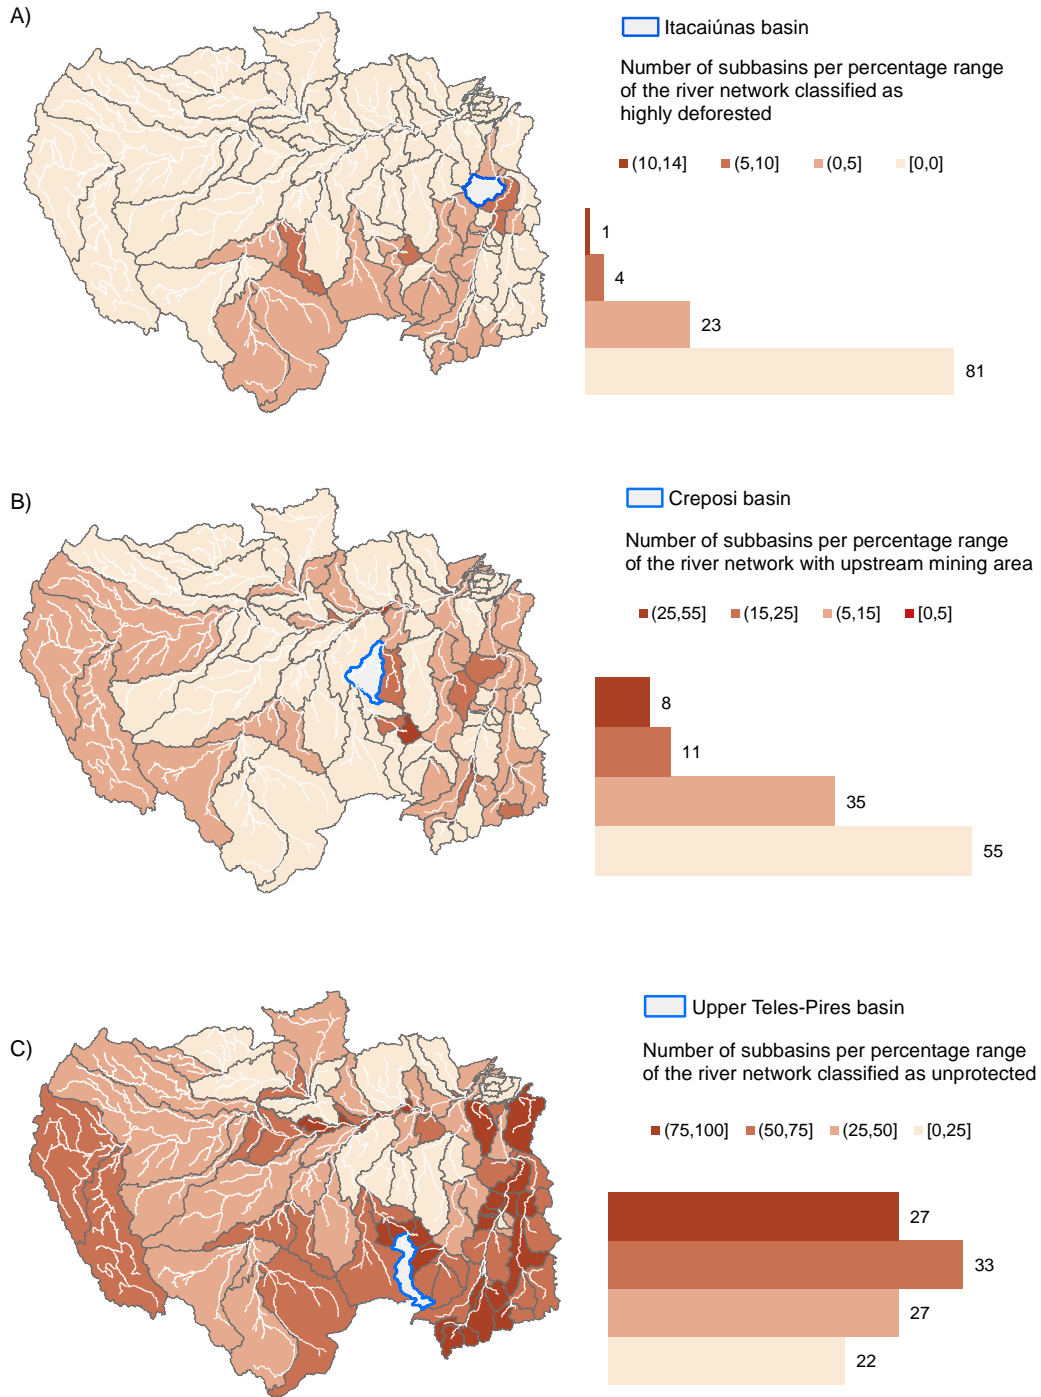 A)
Itacaiúnas basin
Number of subbasins per percentage range
of the river network classified as
highly deforested
(10,14] (5,10] (0,5] [0,0]
1
4
23
81
B)
Creposi basin
Number of subbasins per percentage range
of the river network with upstream mining area
(25,55] (15,25] (5,15] [0,5]
8
11
35
55
C)
Upper Teles-Pires basin
Number of subbasins per percentage range
of the river network classified as unprotected
(75,100] (50,75] (25,50] [0,25]
27
33
27
22